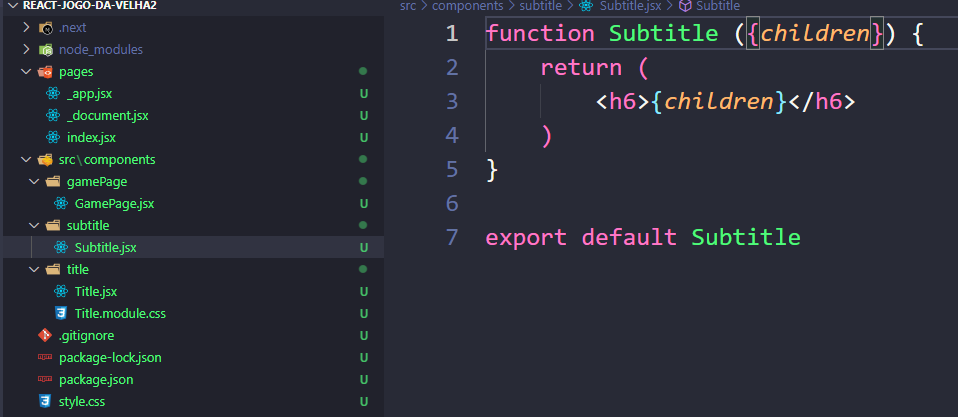 REACT-JOGO-DA-VELHA2
.next
node_modules
pages
_app.jsx U
_document.jsx U
index.jsx U
src\components
gamePage
GamePage.jsx U
subtitle
Subtitle.jsx U
title
Title.jsx U
Title.module.css U
.gitignore U
package-lock.json U
package.json U
style.css U
src > components > subtitle > Subtitle.jsx > Subtitle
1 function Subtitle ({children}) {
2 return (
3 <h6>{children}</h6>
4 )
5 }
6
7 export default Subtitle